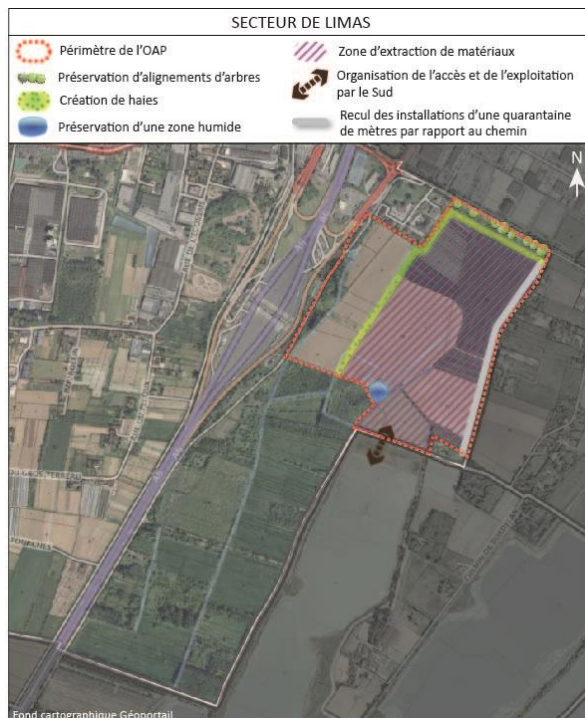 SECTEUR DE LIMAS
Périmètre de l'OAP
Préservation d'alignements d'arbres
Création de haies
Préservation d'une zone humide
Zone d'extraction de matériaux
Organisation de l'accès et de l'exploitation
par le Sud
Recul des installations d'une quarantaine
de mètres par rapport au chemin
N
Fond cartographique Géoportail